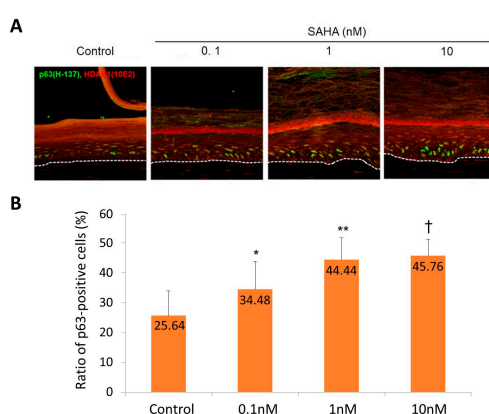 A
SAHA (nM)
Control
0. 1
1
10
p63(H-137), HDAC1(10E2)
B
Ratio of p63-positive cells (%)
60
50
40
30
20
10
0
25.64
34.48
44.44
45.76
*
**
†
Control
0.1nM
1nM
10nM